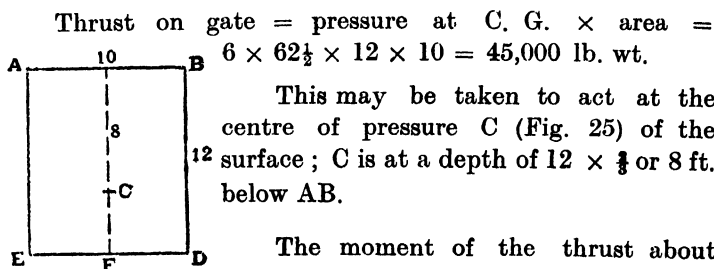 Thrust on gate = pressure at C. G. × area =
6 × 62½ × 12 × 10 = 45,000 lb. wt.
This may be taken to act at the
centre of pressure C (Fig. 25) of the
surface ; C is at a depth of 12 × ⅔ or 8 ft.
below AB.
The moment of the thrust about
A 10 B
8
12
C
E F D